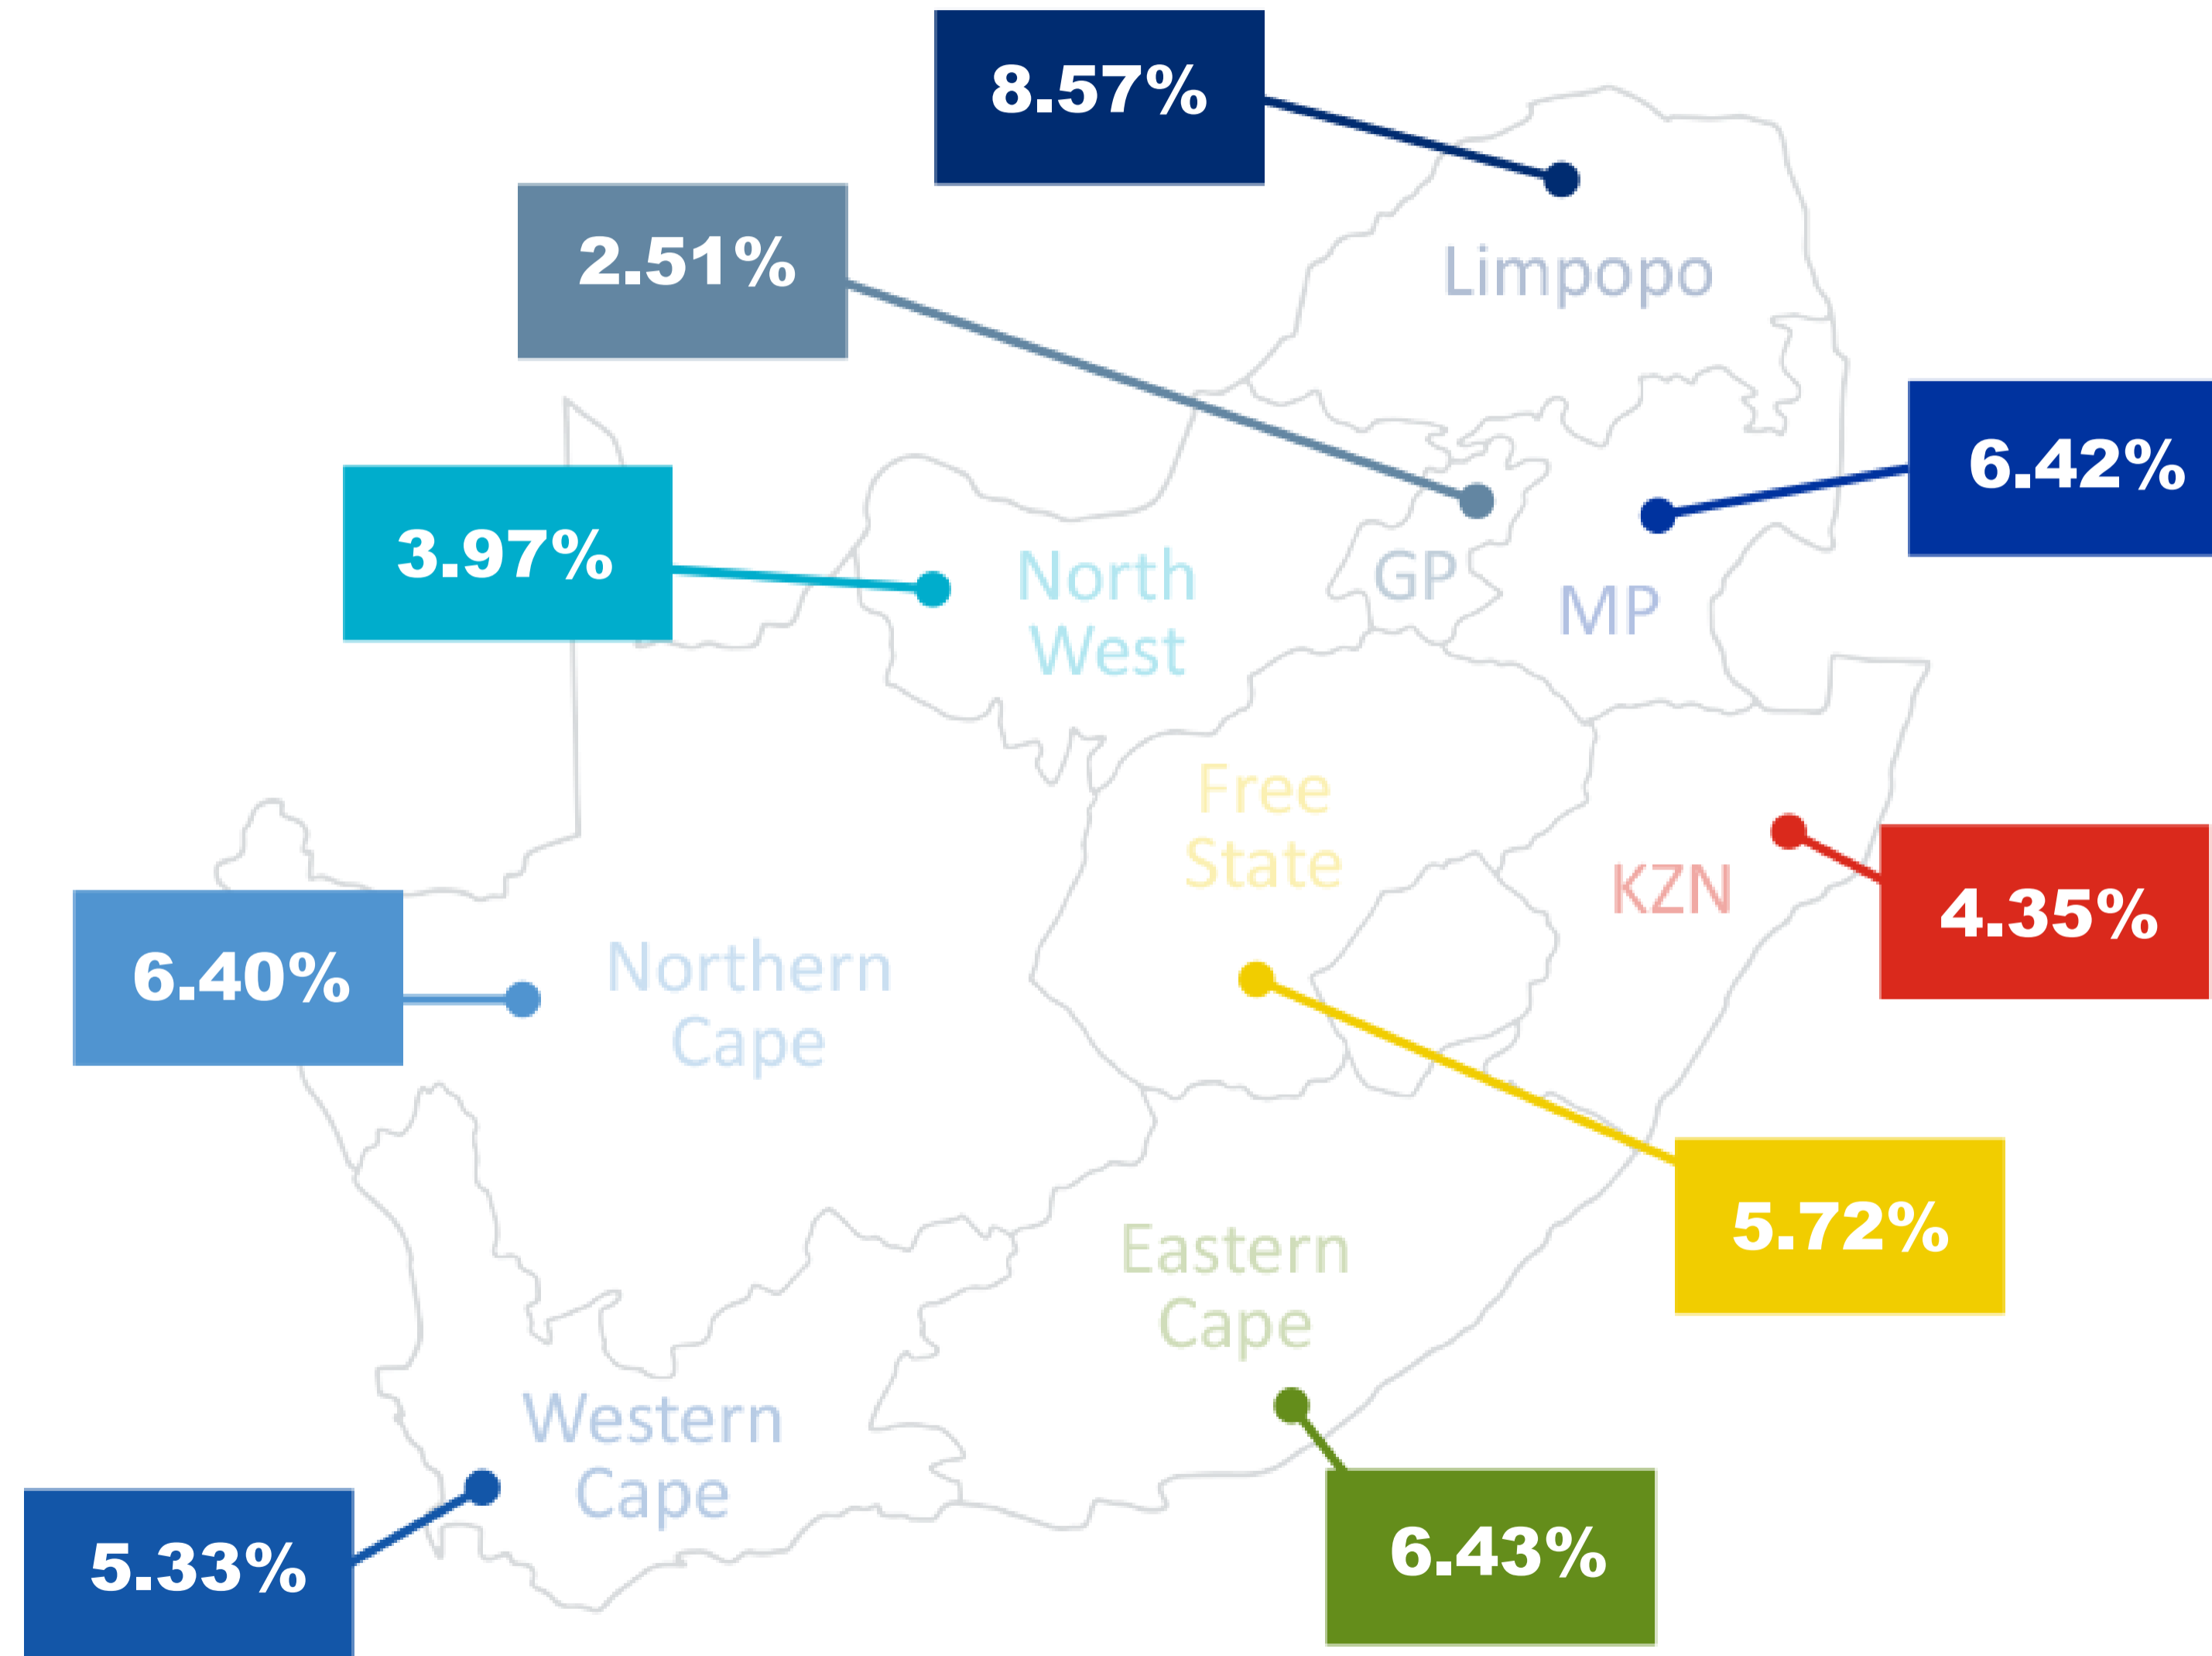 8.57%
2.51%
Limpopo
6.42%
3.97%
North
West
GP
MP
Free
State
KZN
4.35%
6.40%
Northern
Cape
5.72%
Eastern
Cape
Western
Cape
5.33%
6.43%